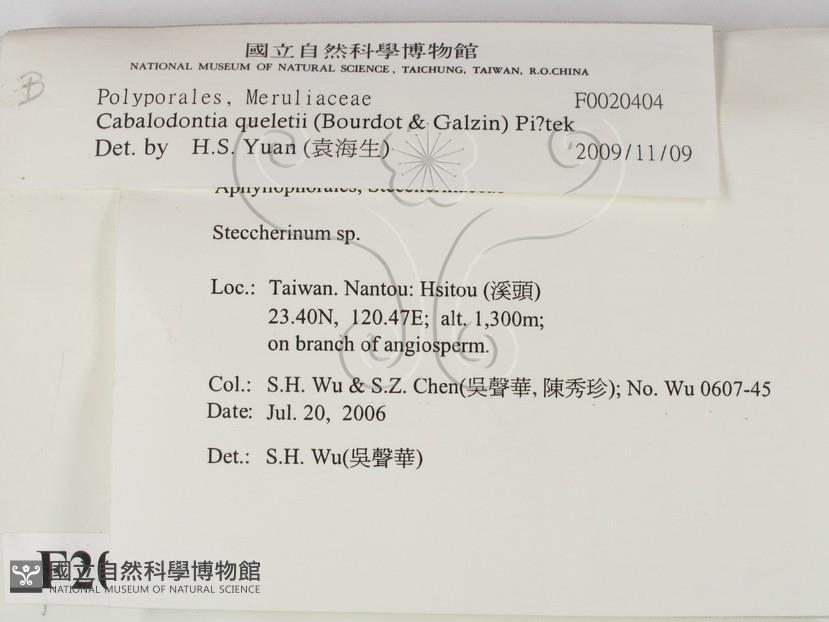 B
國立自然科學博物館
NATIONAL MUSEUM OF NATURAL SCIENCE, TAICHUNG, TAIWAN, R.O.CHINA
Polyporales, Meruliaceae F0020404
Cabalodontia queletii (Bourdot & Galzin) Pi?tek
Det. by H.S. Yuan (袁海生) 2009/11/09
Aphyllophorales, Steccherinaceae
Steccherinum sp.
Loc.: Taiwan. Nantou: Hsitou (溪頭)
23.40N, 120.47E; alt. 1,300m;
on branch of angiosperm.
Col.: S.H. Wu & S.Z. Chen(吳聲華, 陳秀珍); No. Wu 0607-45
Date: Jul. 20, 2006
Det.: S.H. Wu(吳聲華)
F20
國立自然科學博物館
NATIONAL MUSEUM OF NATURAL SCIENCE